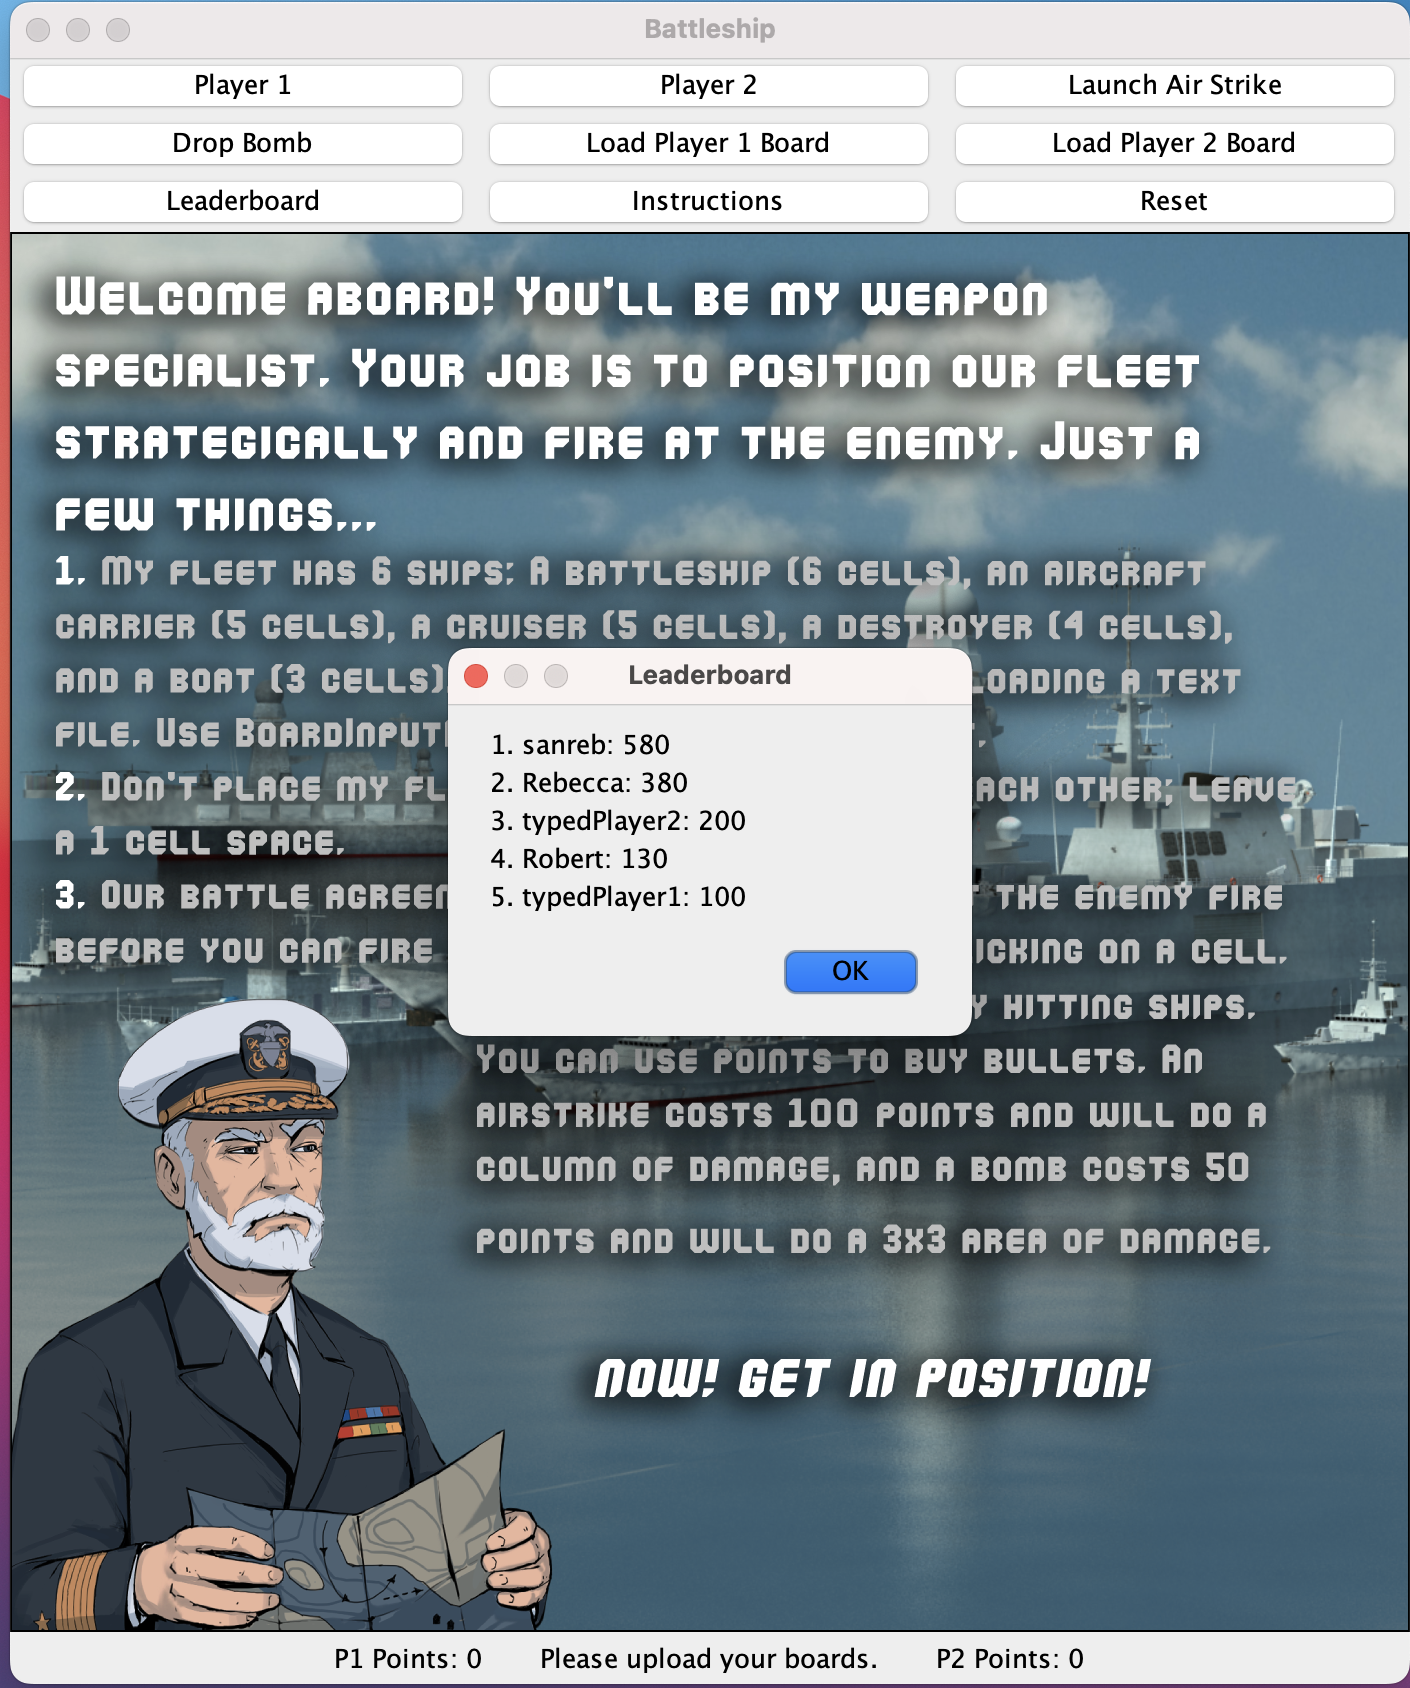 Battleship
Player 1 Player 2 Launch Air Strike
Drop Bomb Load Player 1 Board Load Player 2 Board
Leaderboard Instructions Reset
Welcome aboard! You'll be my weapon
specialist. Your job is to position our fleet
strategically and fire at the enemy. Just a
few things...
1. My fleet has 6 ships: A battleship (6 cells), an aircraft
carrier (5 cells), a cruiser (5 cells), a destroyer (4 cells),
and a boat (3 cells) loading a text
file. Use
2. Don't place my other; leave
a 1 cell space.
3. Our battle the enemy fire
before you can fire on a cell.
hitting ships.
You can use points to buy bullets. An
airstrike costs 100 points and will do a
column of damage, and a bomb costs 50
points and will do a 3x3 area of damage.
Now! Get in position!
Leaderboard
1. sanreb: 580
2. Rebecca: 380
3. typedPlayer2: 200
4. Robert: 130
5. typedPlayer1: 100
OK
P1 Points: 0 Please upload your boards. P2 Points: 0